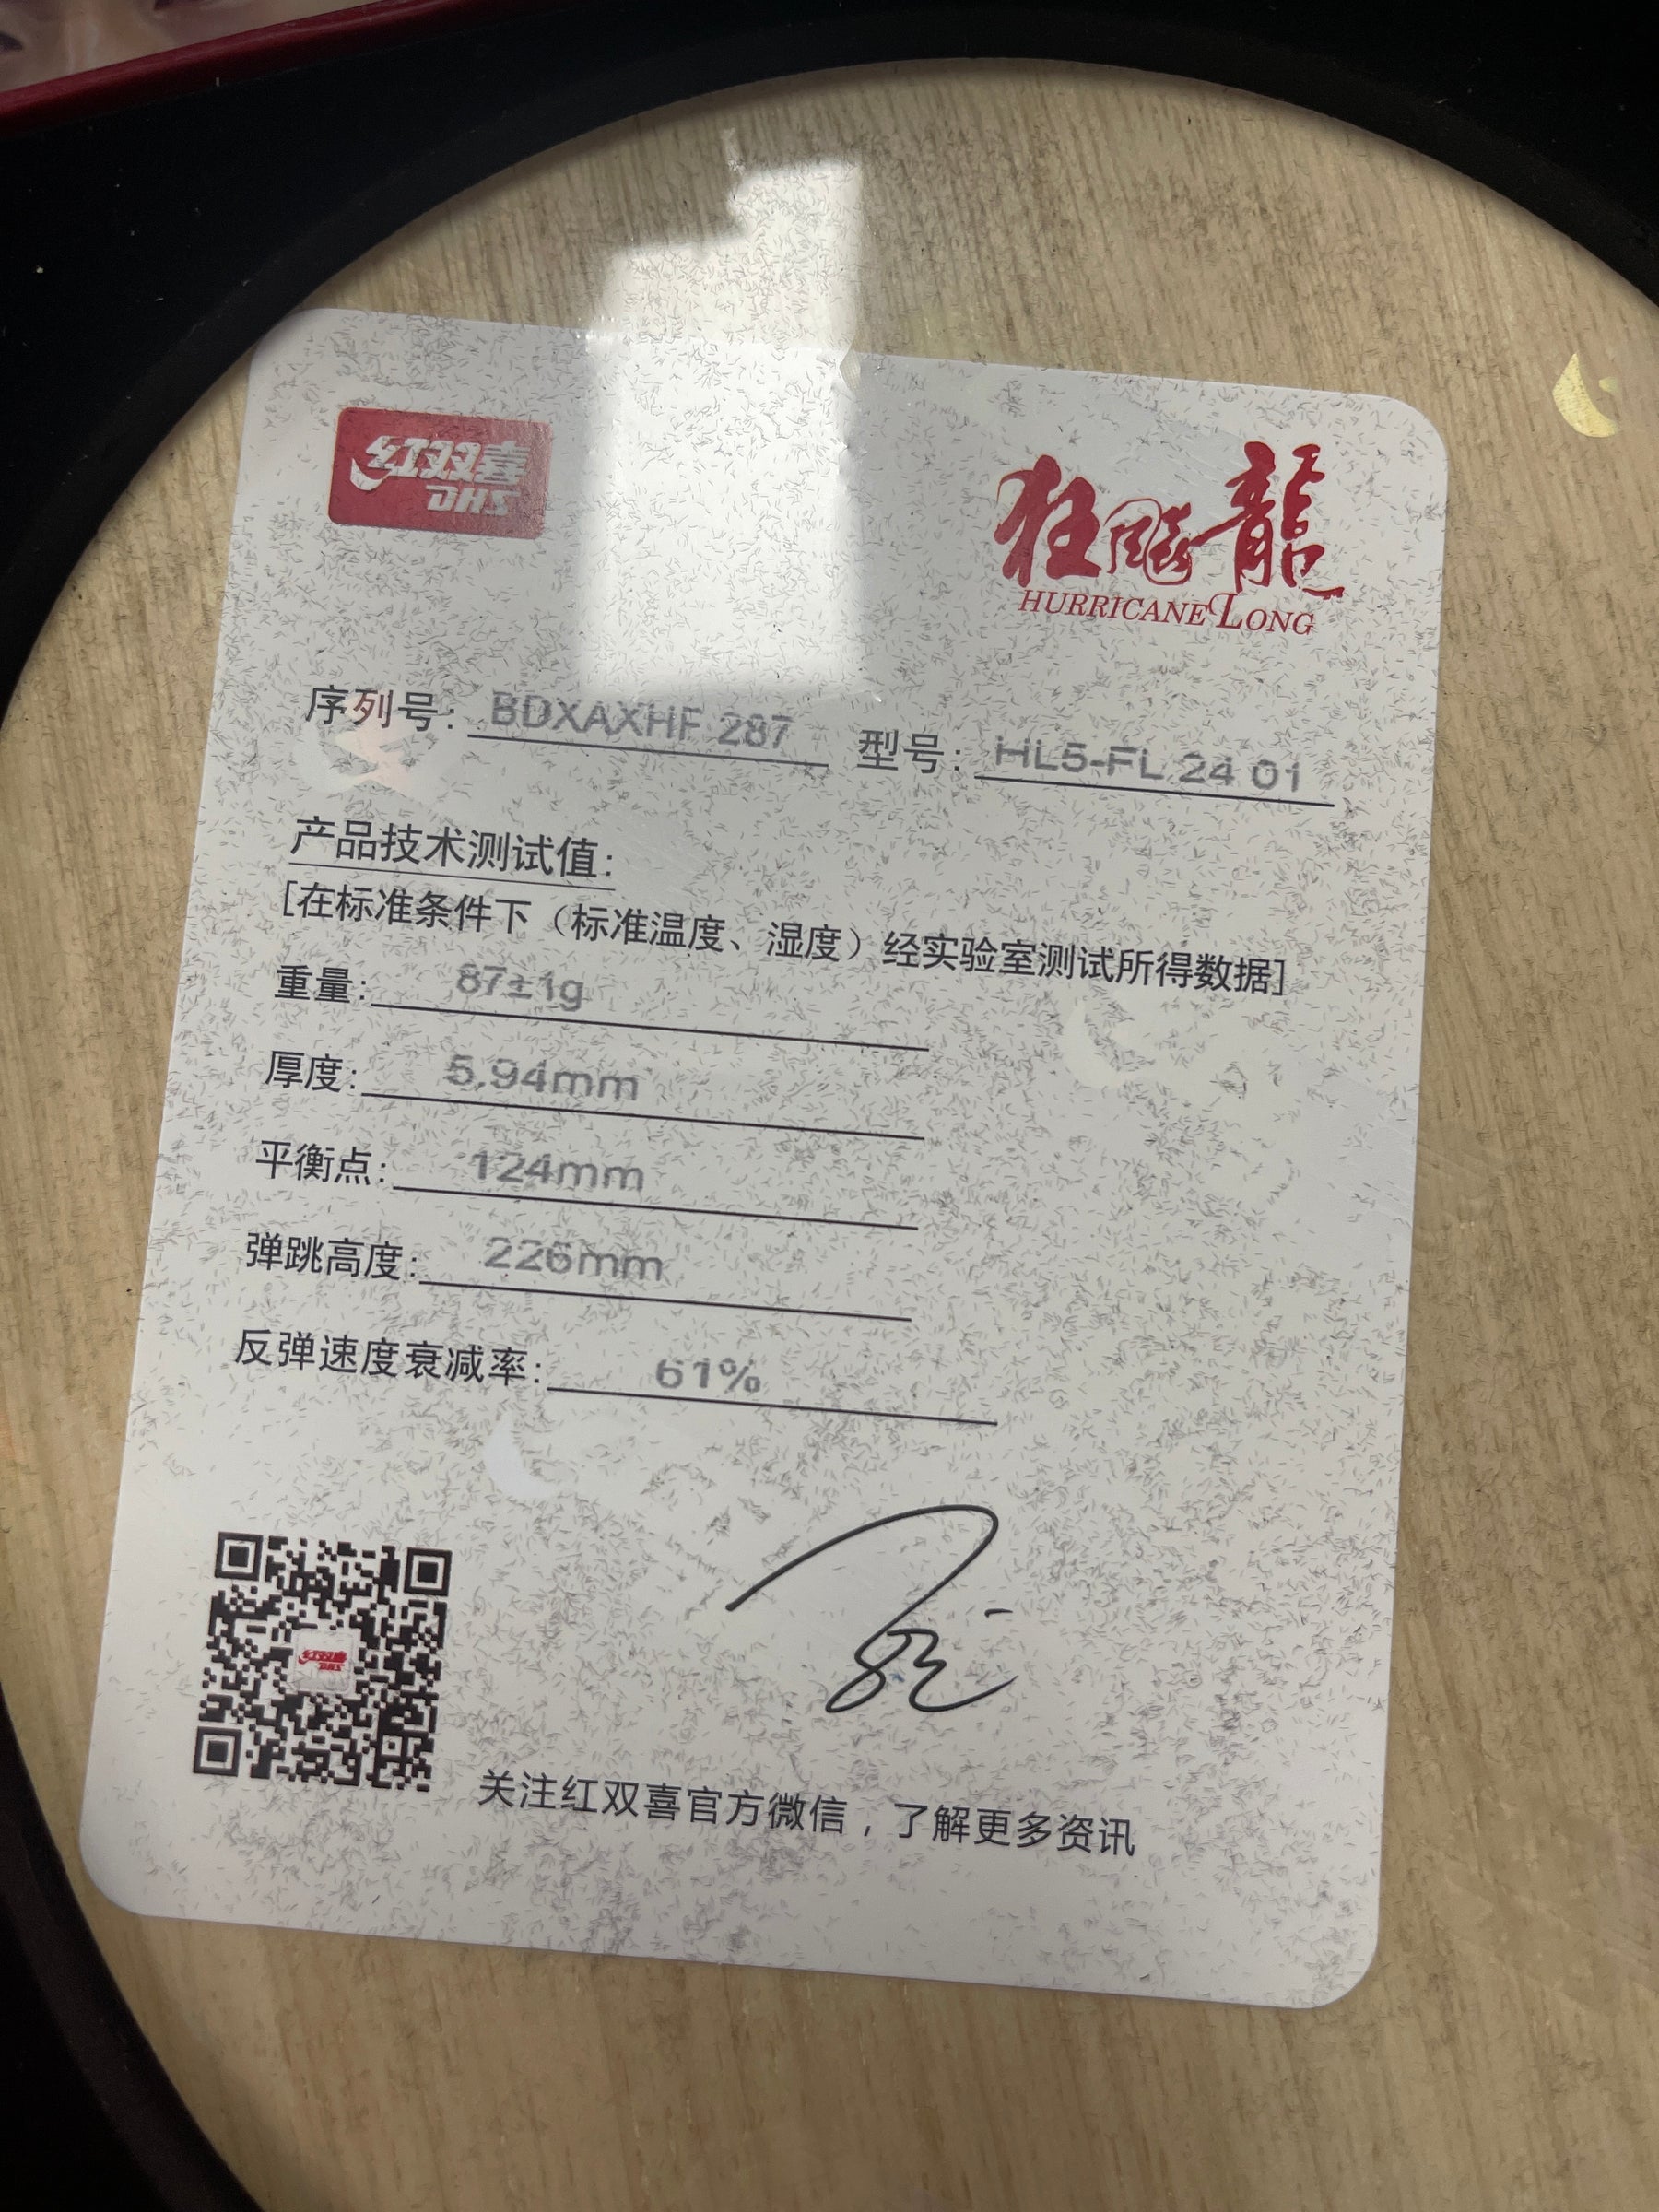 红双喜
DHS
狂飚龍
HURRICANE LONG
序列号: BDXAXHF 287 型号: HL5-FL 24 01
产品技术测试值:
[在标准条件下（标准温度、湿度）经实验室测试所得数据]
重量: 87±1g
厚度: 5.94mm
平衡点: 124mm
弹跳高度: 226mm
反弹速度衰减率: 61%
红双喜
DHS
关注红双喜官方微信，了解更多资讯